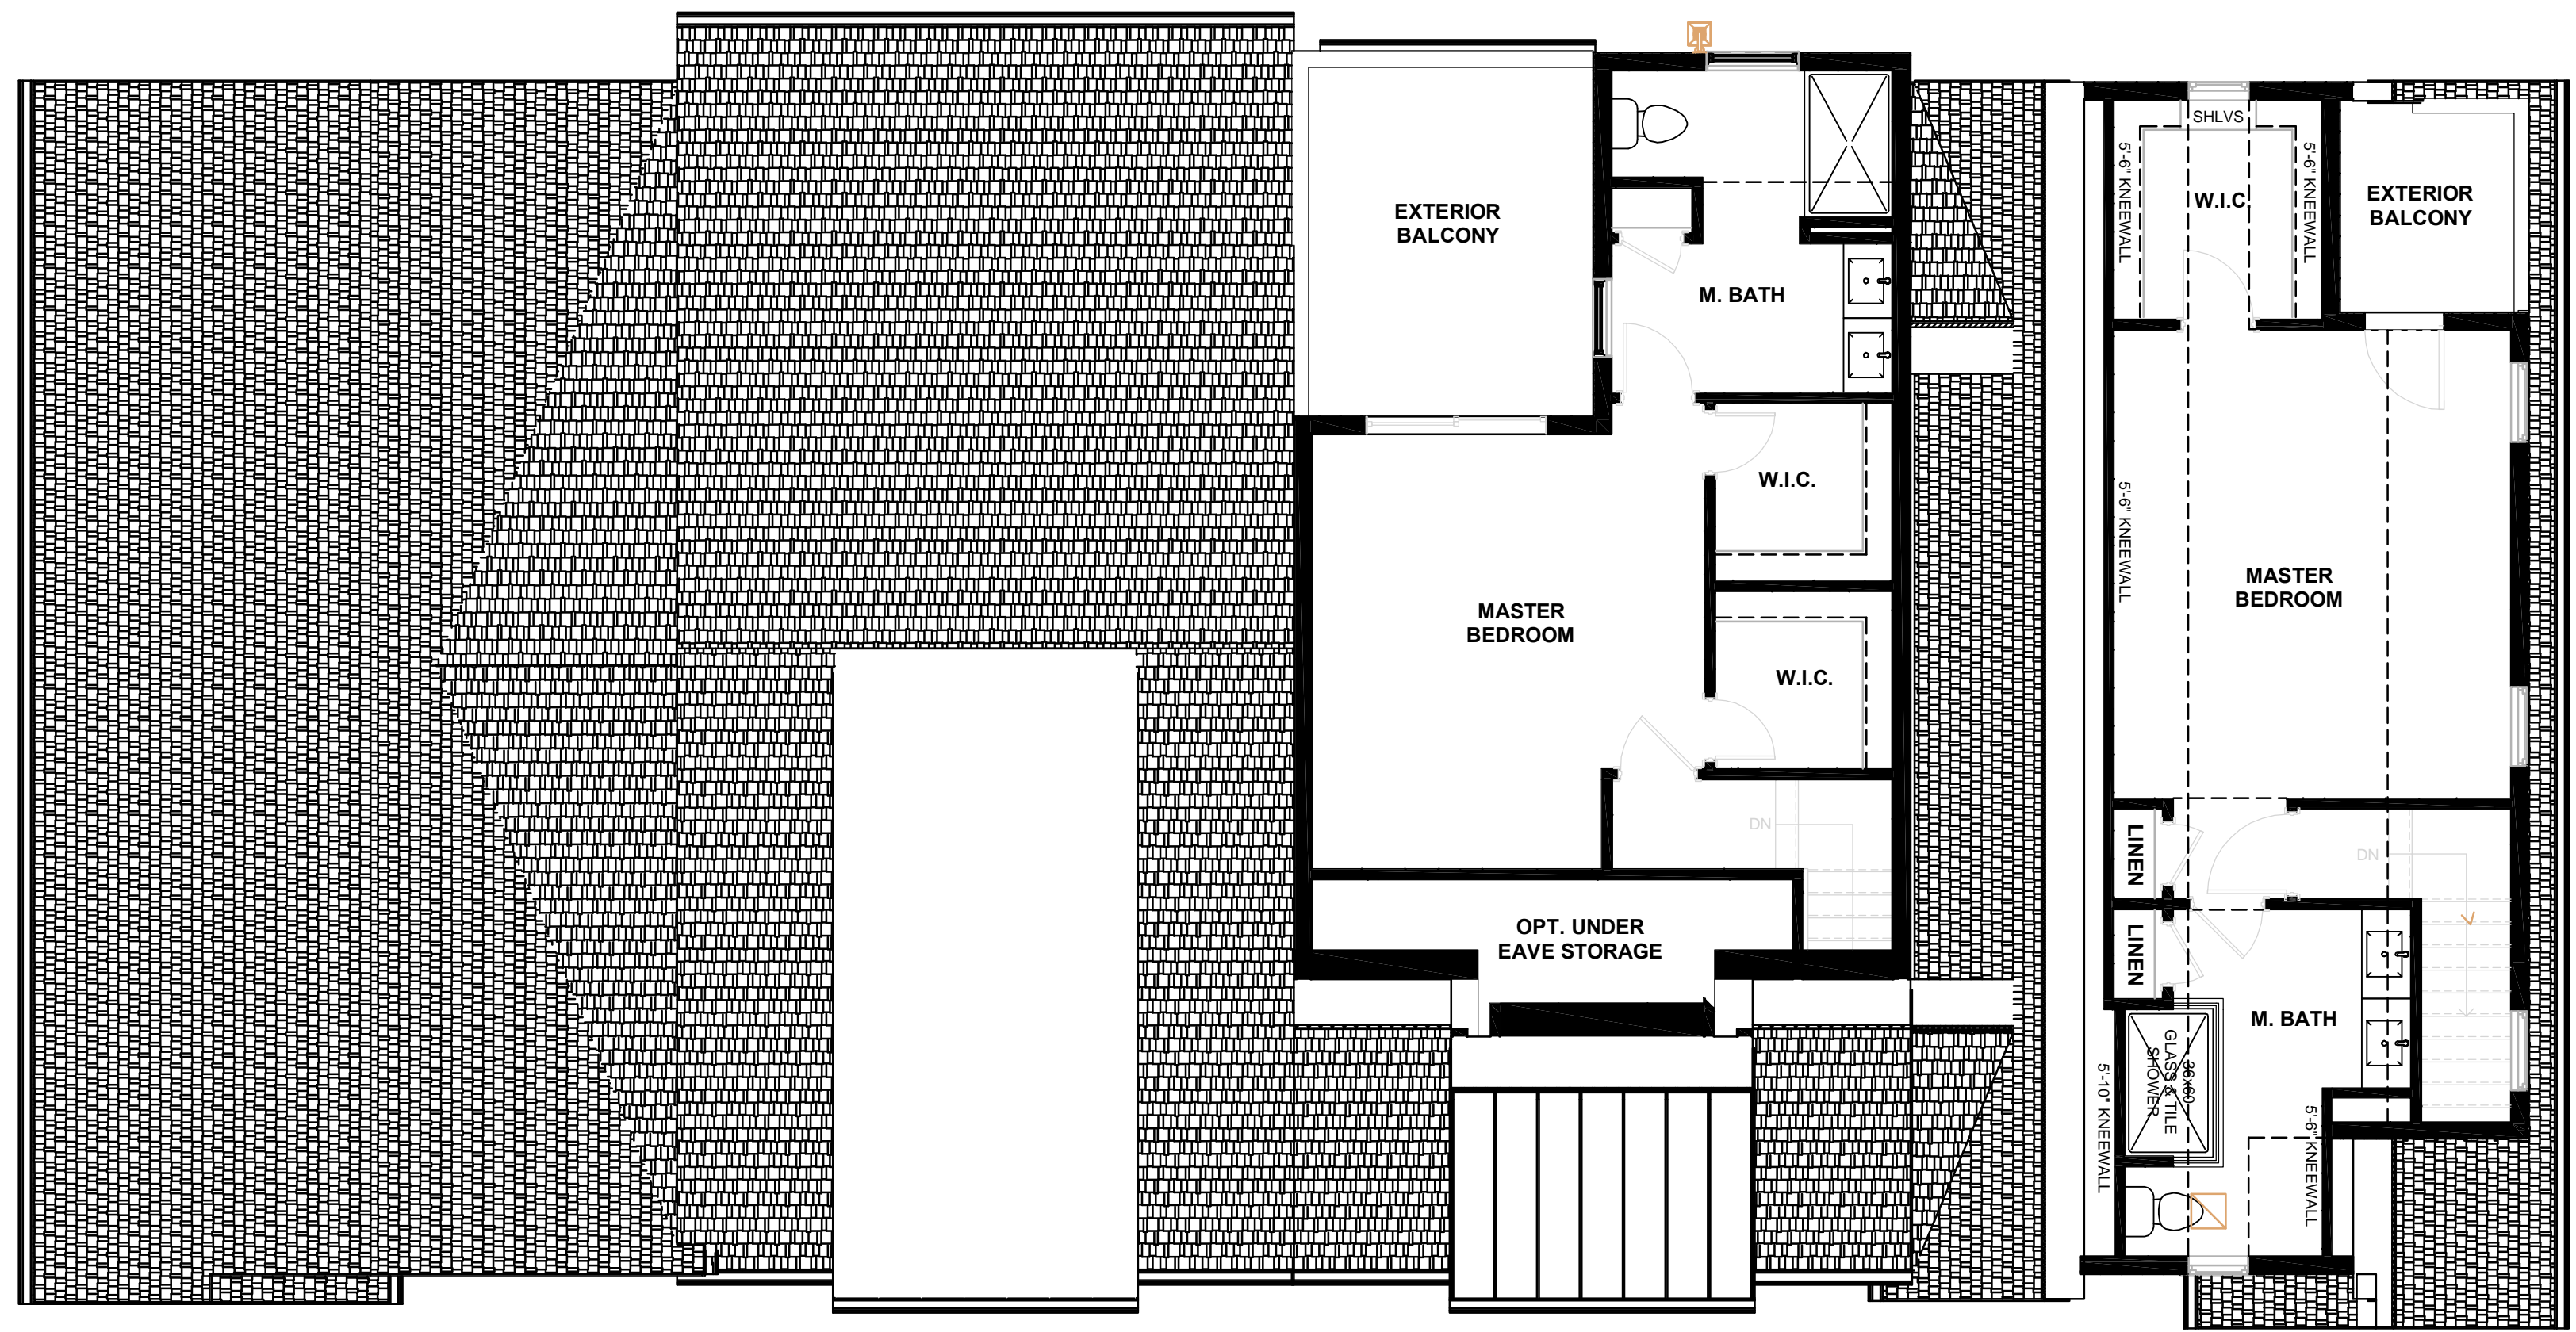 EXTERIOR
BALCONY
M. BATH
W.I.C.
MASTER
BEDROOM
W.I.C.
DN
OPT. UNDER
EAVE STORAGE
SHLVS
5'-6" KNEEWALL
W.I.C.
5'-6" KNEEWALL
EXTERIOR
BALCONY
5'-6" KNEEWALL
MASTER
BEDROOM
LINEN
DN
LINEN
M. BATH
36x60
GLASS & TILE
SHOWER
5'-10" KNEEWALL
5'-6" KNEEWALL